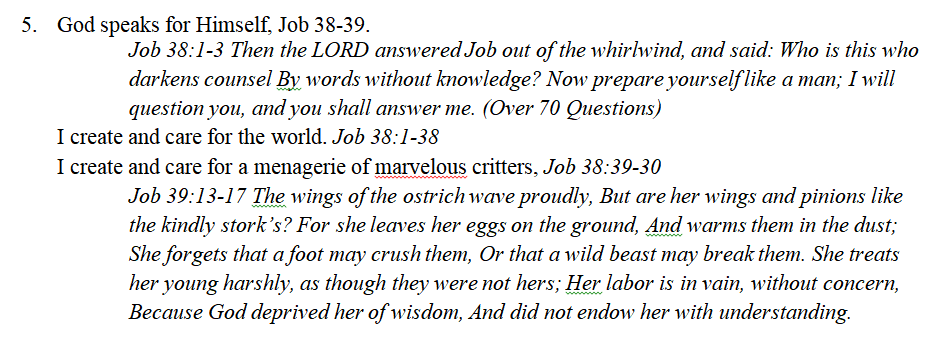 5. God speaks for Himself, Job 38-39.
Job 38:1-3 Then the LORD answered Job out of the whirlwind, and said: Who is this who
darkens counsel By words without knowledge? Now prepare yourself like a man; I will
question you, and you shall answer me. (Over 70 Questions)
I create and care for the world. Job 38:1-38
I create and care for a menagerie of marvelous critters, Job 38:39-30
Job 39:13-17 The wings of the ostrich wave proudly, But are her wings and pinions like
the kindly stork’s? For she leaves her eggs on the ground, And warms them in the dust;
She forgets that a foot may crush them, Or that a wild beast may break them. She treats
her young harshly, as though they were not hers; Her labor is in vain, without concern,
Because God deprived her of wisdom, And did not endow her with understanding.